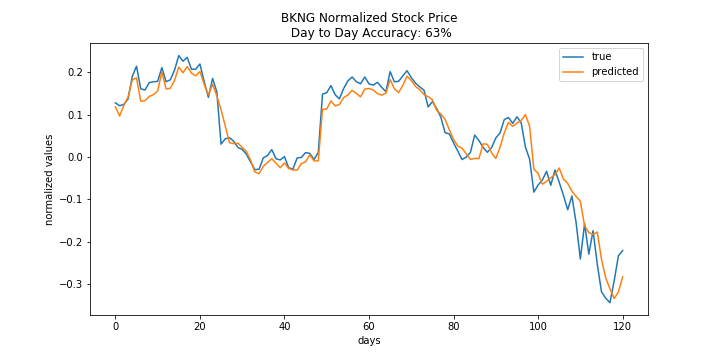 BKNG Normalized Stock Price
Day to Day Accuracy: 63%
true
predicted
normalized values
0.2
0.1
0.0
−0.1
−0.2
−0.3
0
20
40
60
80
100
120
days